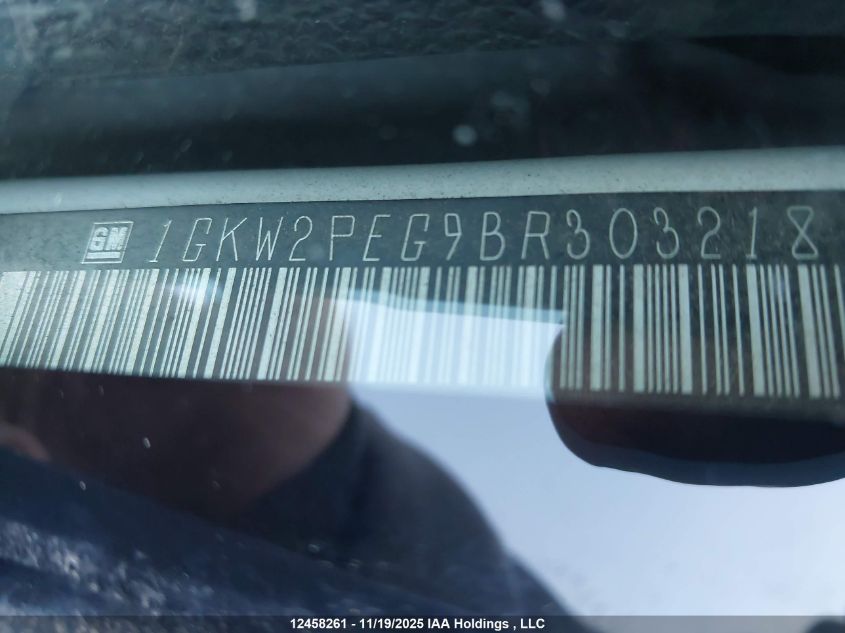 GM 1GKW2PEG9BR303218
12458261 - 11/19/2025 IAA Holdings , LLC